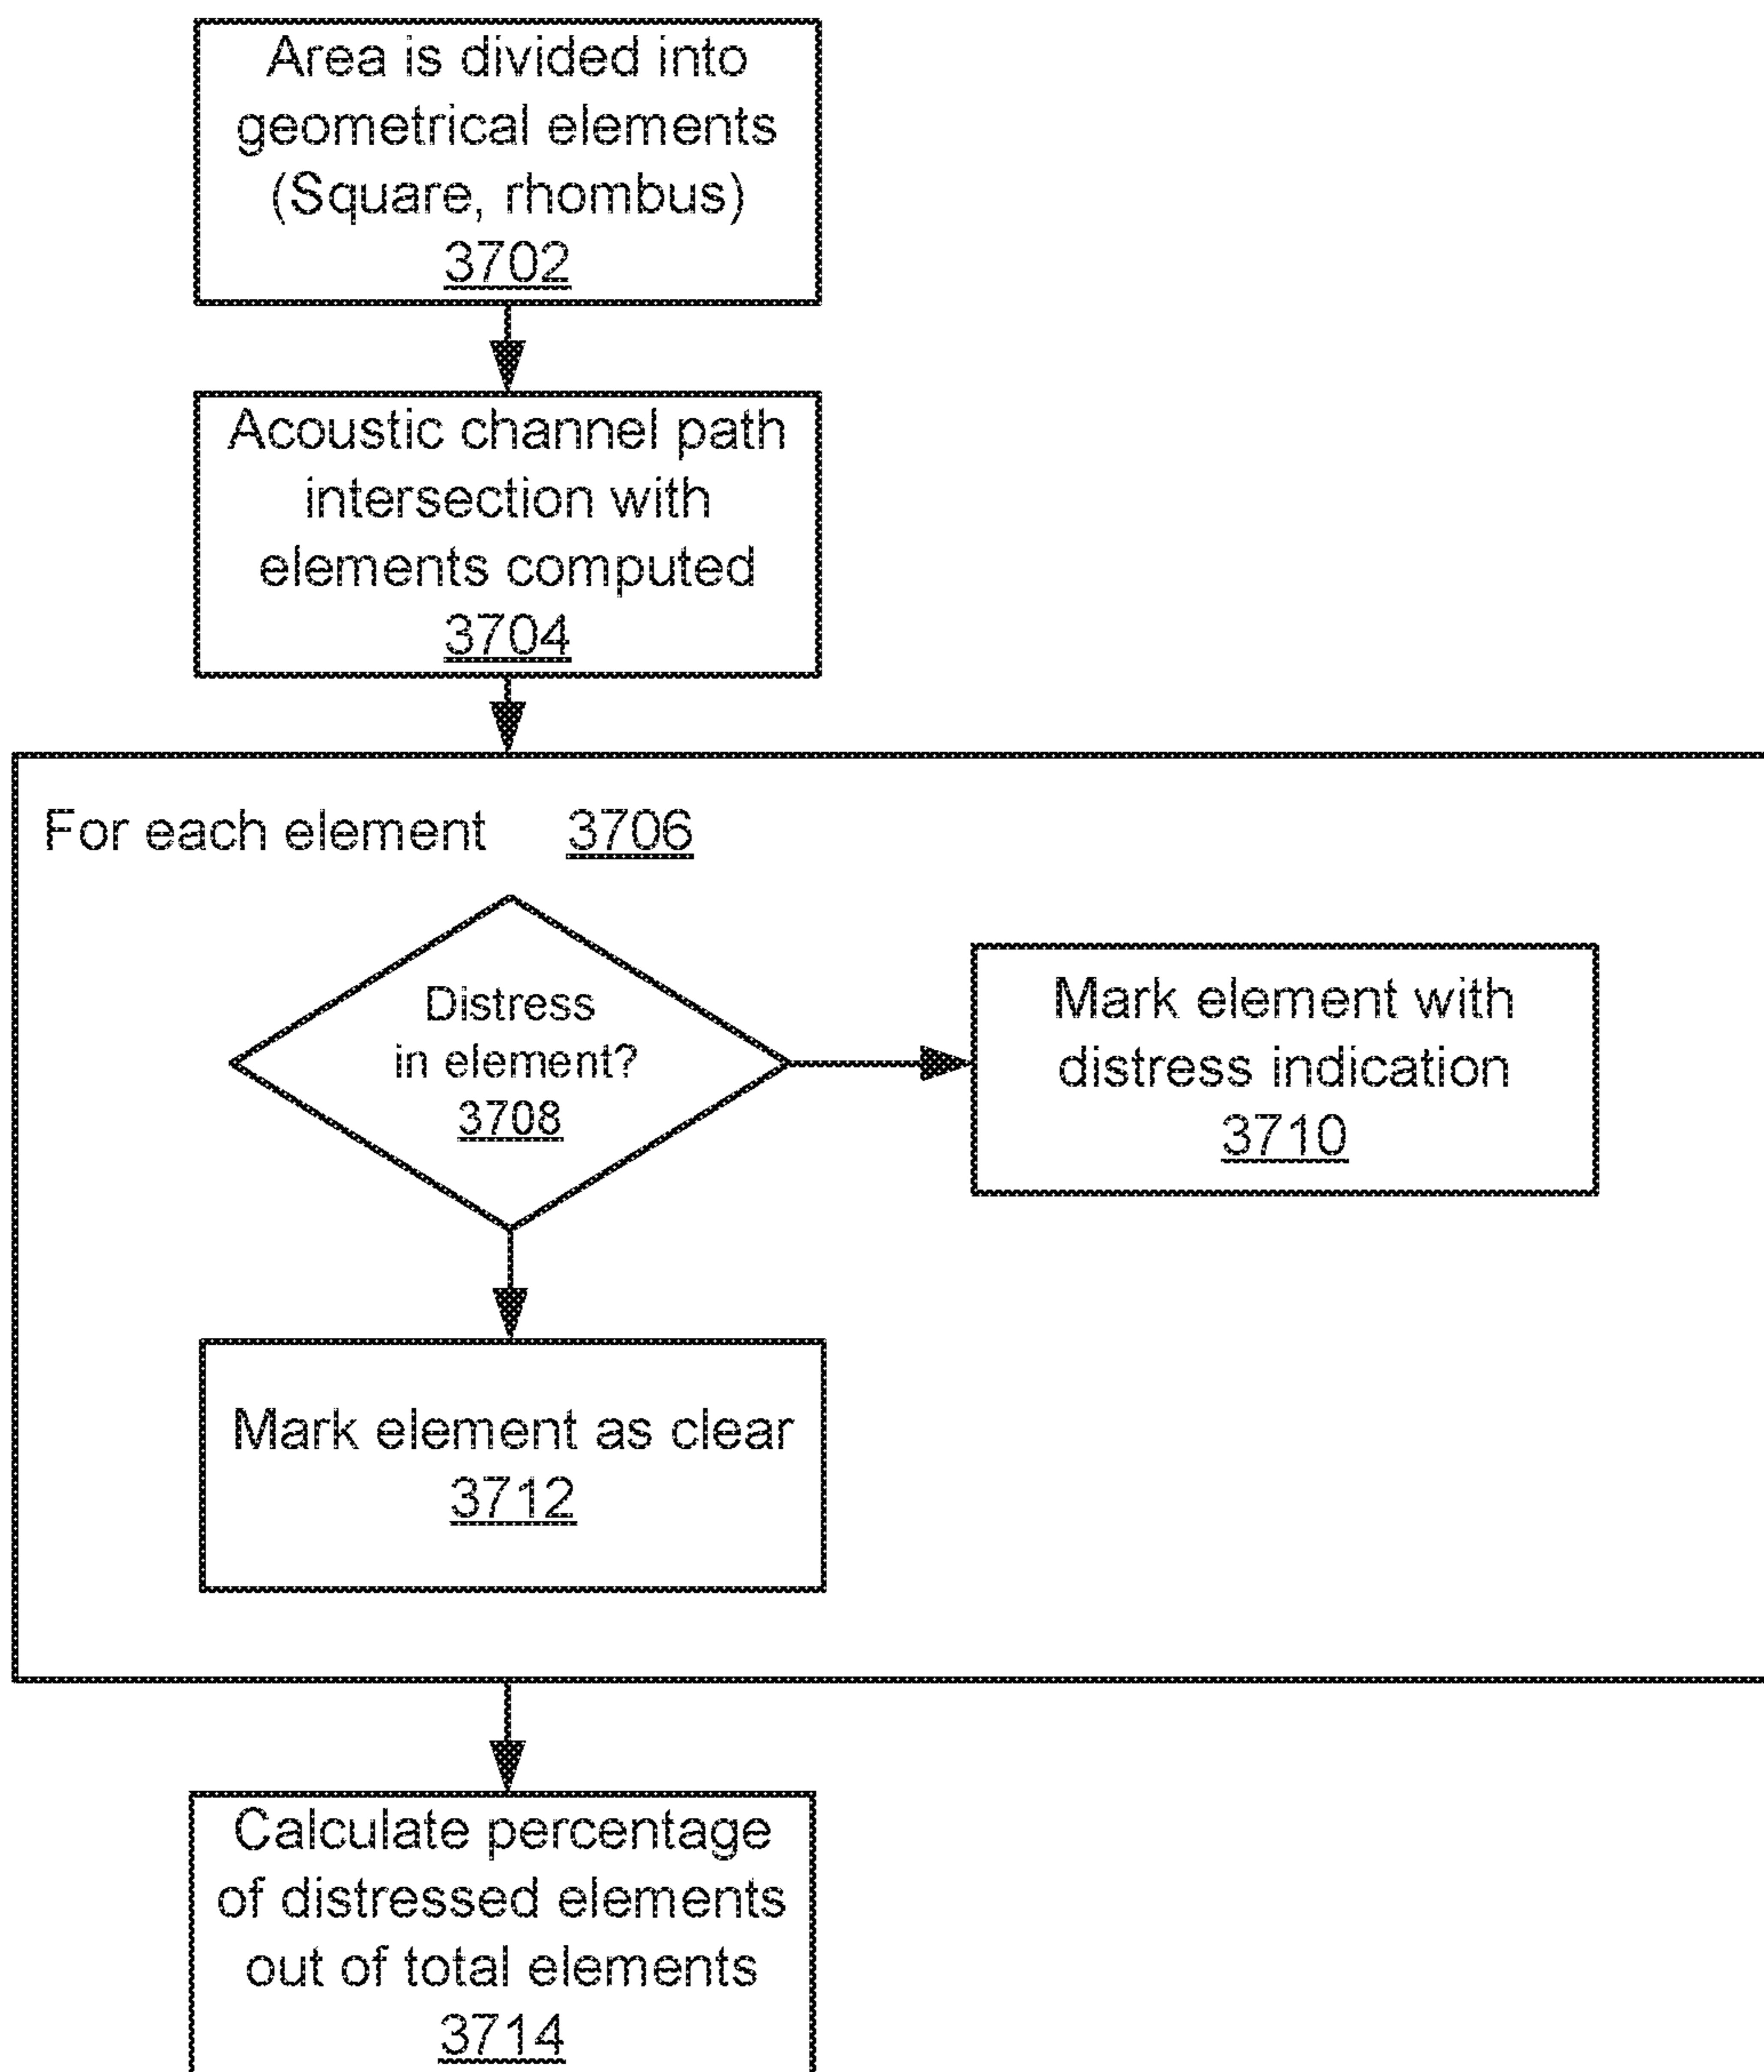 Area is divided into
geometrical elements
(Square, rhombus)
3702
Acoustic channel path
intersection with
elements computed
3704
For each element 3706
Distress
in element?
3708
Mark element with
distress indication
3710
Mark element as clear
3712
Calculate percentage
of distressed elements
out of total elements
3714